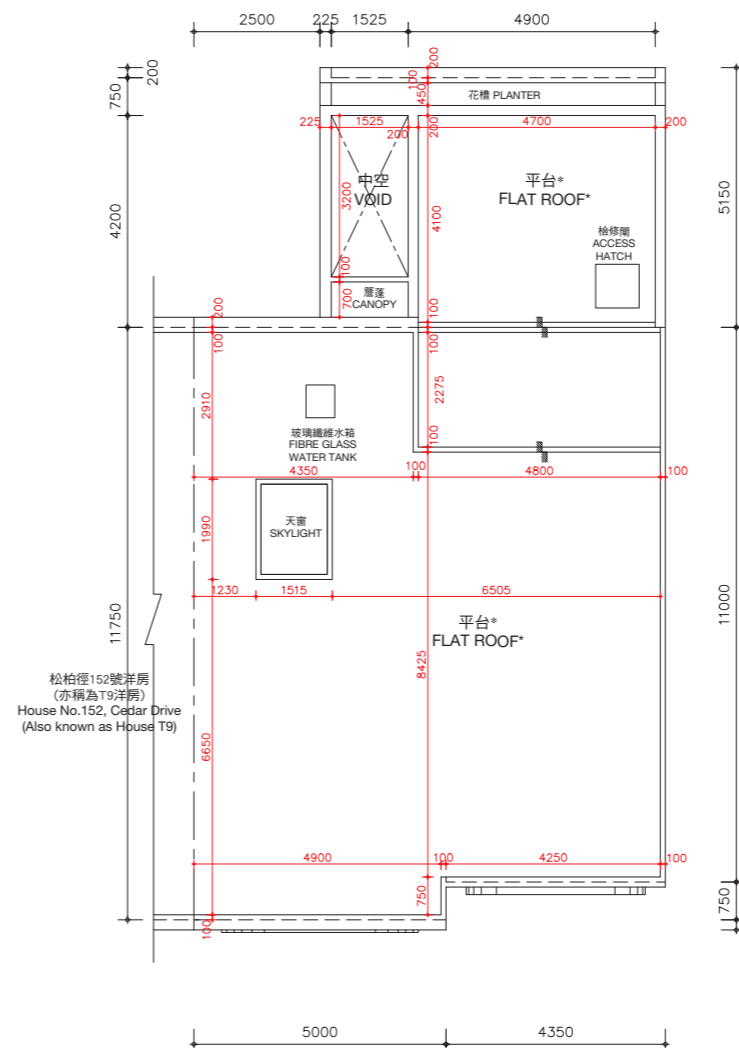 2500
225
1525
4900
200
750
200
100
450
花槽 PLANTER
225
1525
200
200
4700
200
4200
3200
中空
VOID
平台*
FLAT ROOF*
4100
檢修閘
ACCESS
HATCH
5150
100
700
簷蓬
CANOPY
200
100
100
100
2910
2275
玻璃纖維水箱
FIBRE GLASS
WATER TANK
100
4350
100
4800
100
1990
天窗
SKYLIGHT
1230
1515
6505
11750
平台*
FLAT ROOF*
8425
11000
松柏徑152號洋房
(亦稱為T9洋房)
House No.152, Cedar Drive
(Also known as House T9)
6650
4900
100
4250
100
750
750
100
5000
4350